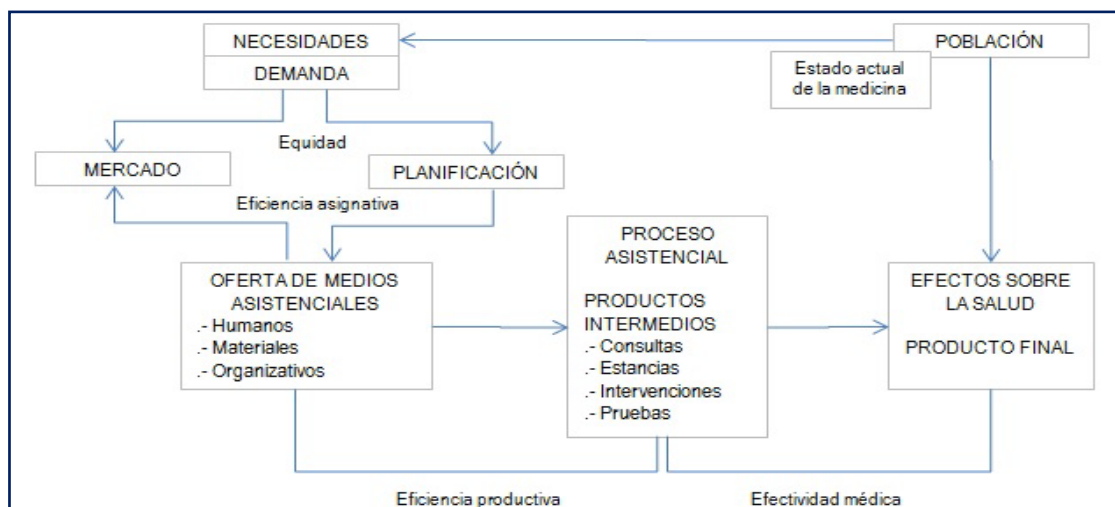 NECESIDADES
DEMANDA
POBLACIÓN
Estado actual
de la medicina
Equidad
MERCADO
PLANIFICACIÓN
Eficiencia asignativa
OFERTA DE MEDIOS
ASISTENCIALES
.- Humanos
.- Materiales
.- Organizativos
PROCESO
ASISTENCIAL
PRODUCTOS
INTERMEDIOS
.- Consultas
.- Estancias
.- Intervenciones
.- Pruebas
EFECTOS SOBRE
LA SALUD
PRODUCTO FINAL
Eficiencia productiva
Efectividad médica